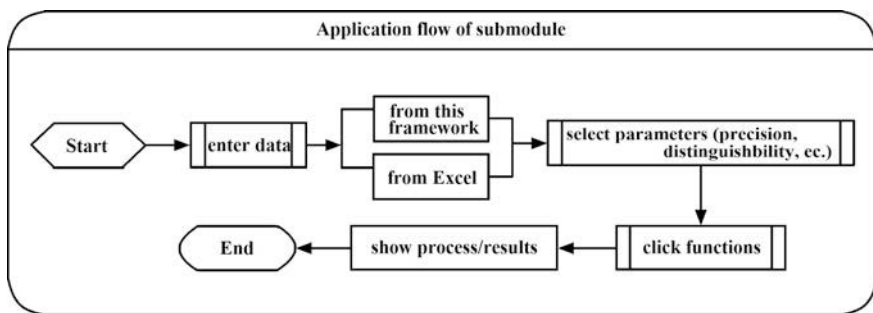 Application flow of submodule
Start
enter data
from this
framework
from Excel
select parameters (precision,
distinguishbility, ec.)
End
show process/results
click functions